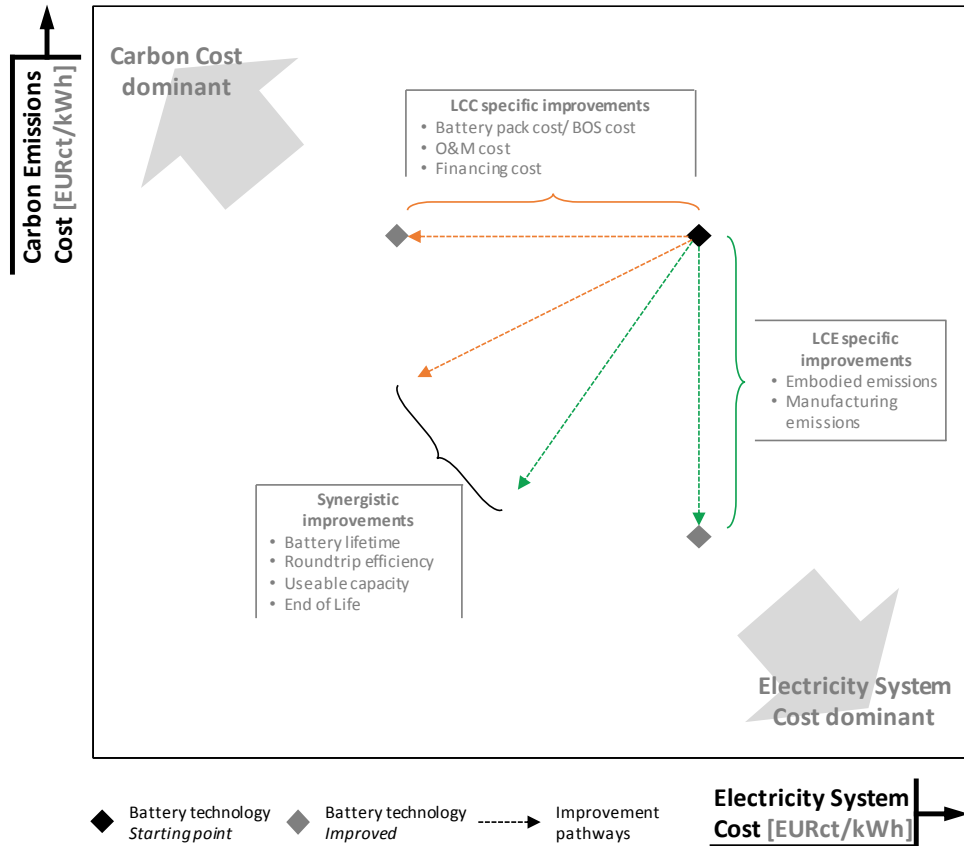 Carbon Emissions
Cost [EURct/kWh]
Carbon Cost
dominant
LCC specific improvements
• Battery pack cost/ BOS cost
• O&M cost
• Financing cost
LCE specific
improvements
• Embodied emissions
• Manufacturing
emissions
Synergistic
improvements
• Battery lifetime
• Roundtrip efficiency
• Useable capacity
• End of Life
Electricity System
Cost dominant
Battery technology
Starting point
Battery technology
Improved
Improvement
pathways
Electricity System
Cost [EURct/kWh]